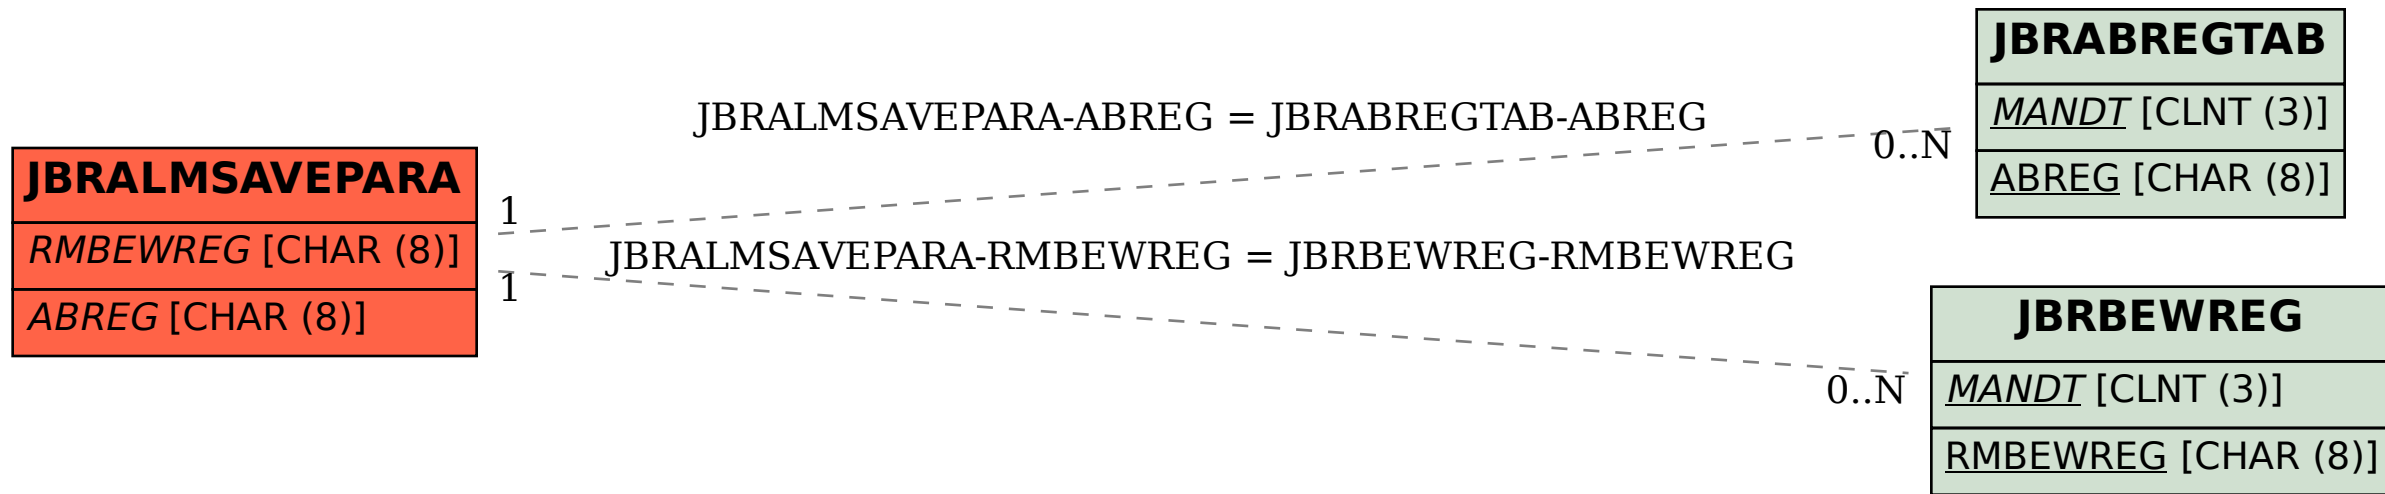 JBRALMSAVEPARA
RMBEWREG [CHAR (8)]
ABREG [CHAR (8)]
JBRALMSAVEPARA-ABREG = JBRABREGTAB-ABREG
1
0..N
JBRALMSAVEPARA-RMBEWREG = JBRBEWREG-RMBEWREG
1
0..N
JBRABREGTAB
MANDT [CLNT (3)]
ABREG [CHAR (8)]
JBRBEWREG
MANDT [CLNT (3)]
RMBEWREG [CHAR (8)]